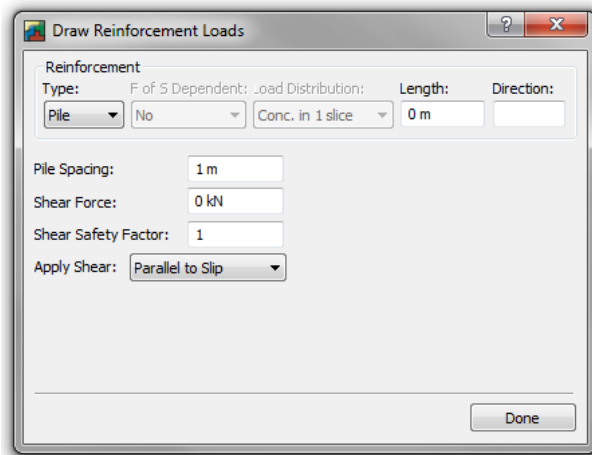 Draw Reinforcement Loads
Reinforcement
Type: F of S Dependent: Load Distribution: Length: Direction:
Pile No Conc. in 1 slice 0 m
Pile Spacing: 1 m
Shear Force: 0 kN
Shear Safety Factor: 1
Apply Shear: Parallel to Slip
Done